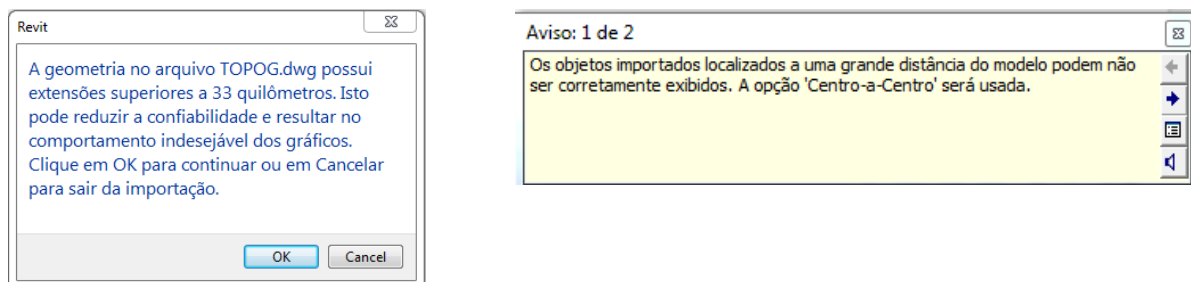 Revit
A geometria no arquivo TOPOG.dwg possui
extensões superiores a 33 quilômetros. Isto
pode reduzir a confiabilidade e resultar no
comportamento indesejável dos gráficos.
Clique em OK para continuar ou em Cancelar
para sair da importação.
OK
Cancel
Aviso: 1 de 2
Os objetos importados localizados a uma grande distância do modelo podem não
ser corretamente exibidos. A opção 'Centro-a-Centro' será usada.